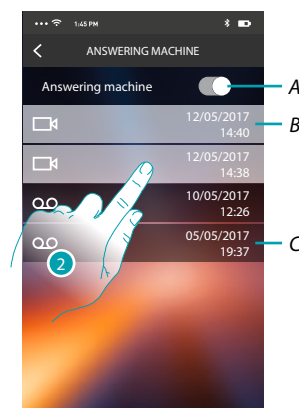 1:45 PM
ANSWERING MACHINE
Answering machine
A
12/05/2017
14:40
B
12/05/2017
14:38
10/05/2017
12:26
05/05/2017
19:37
C
2